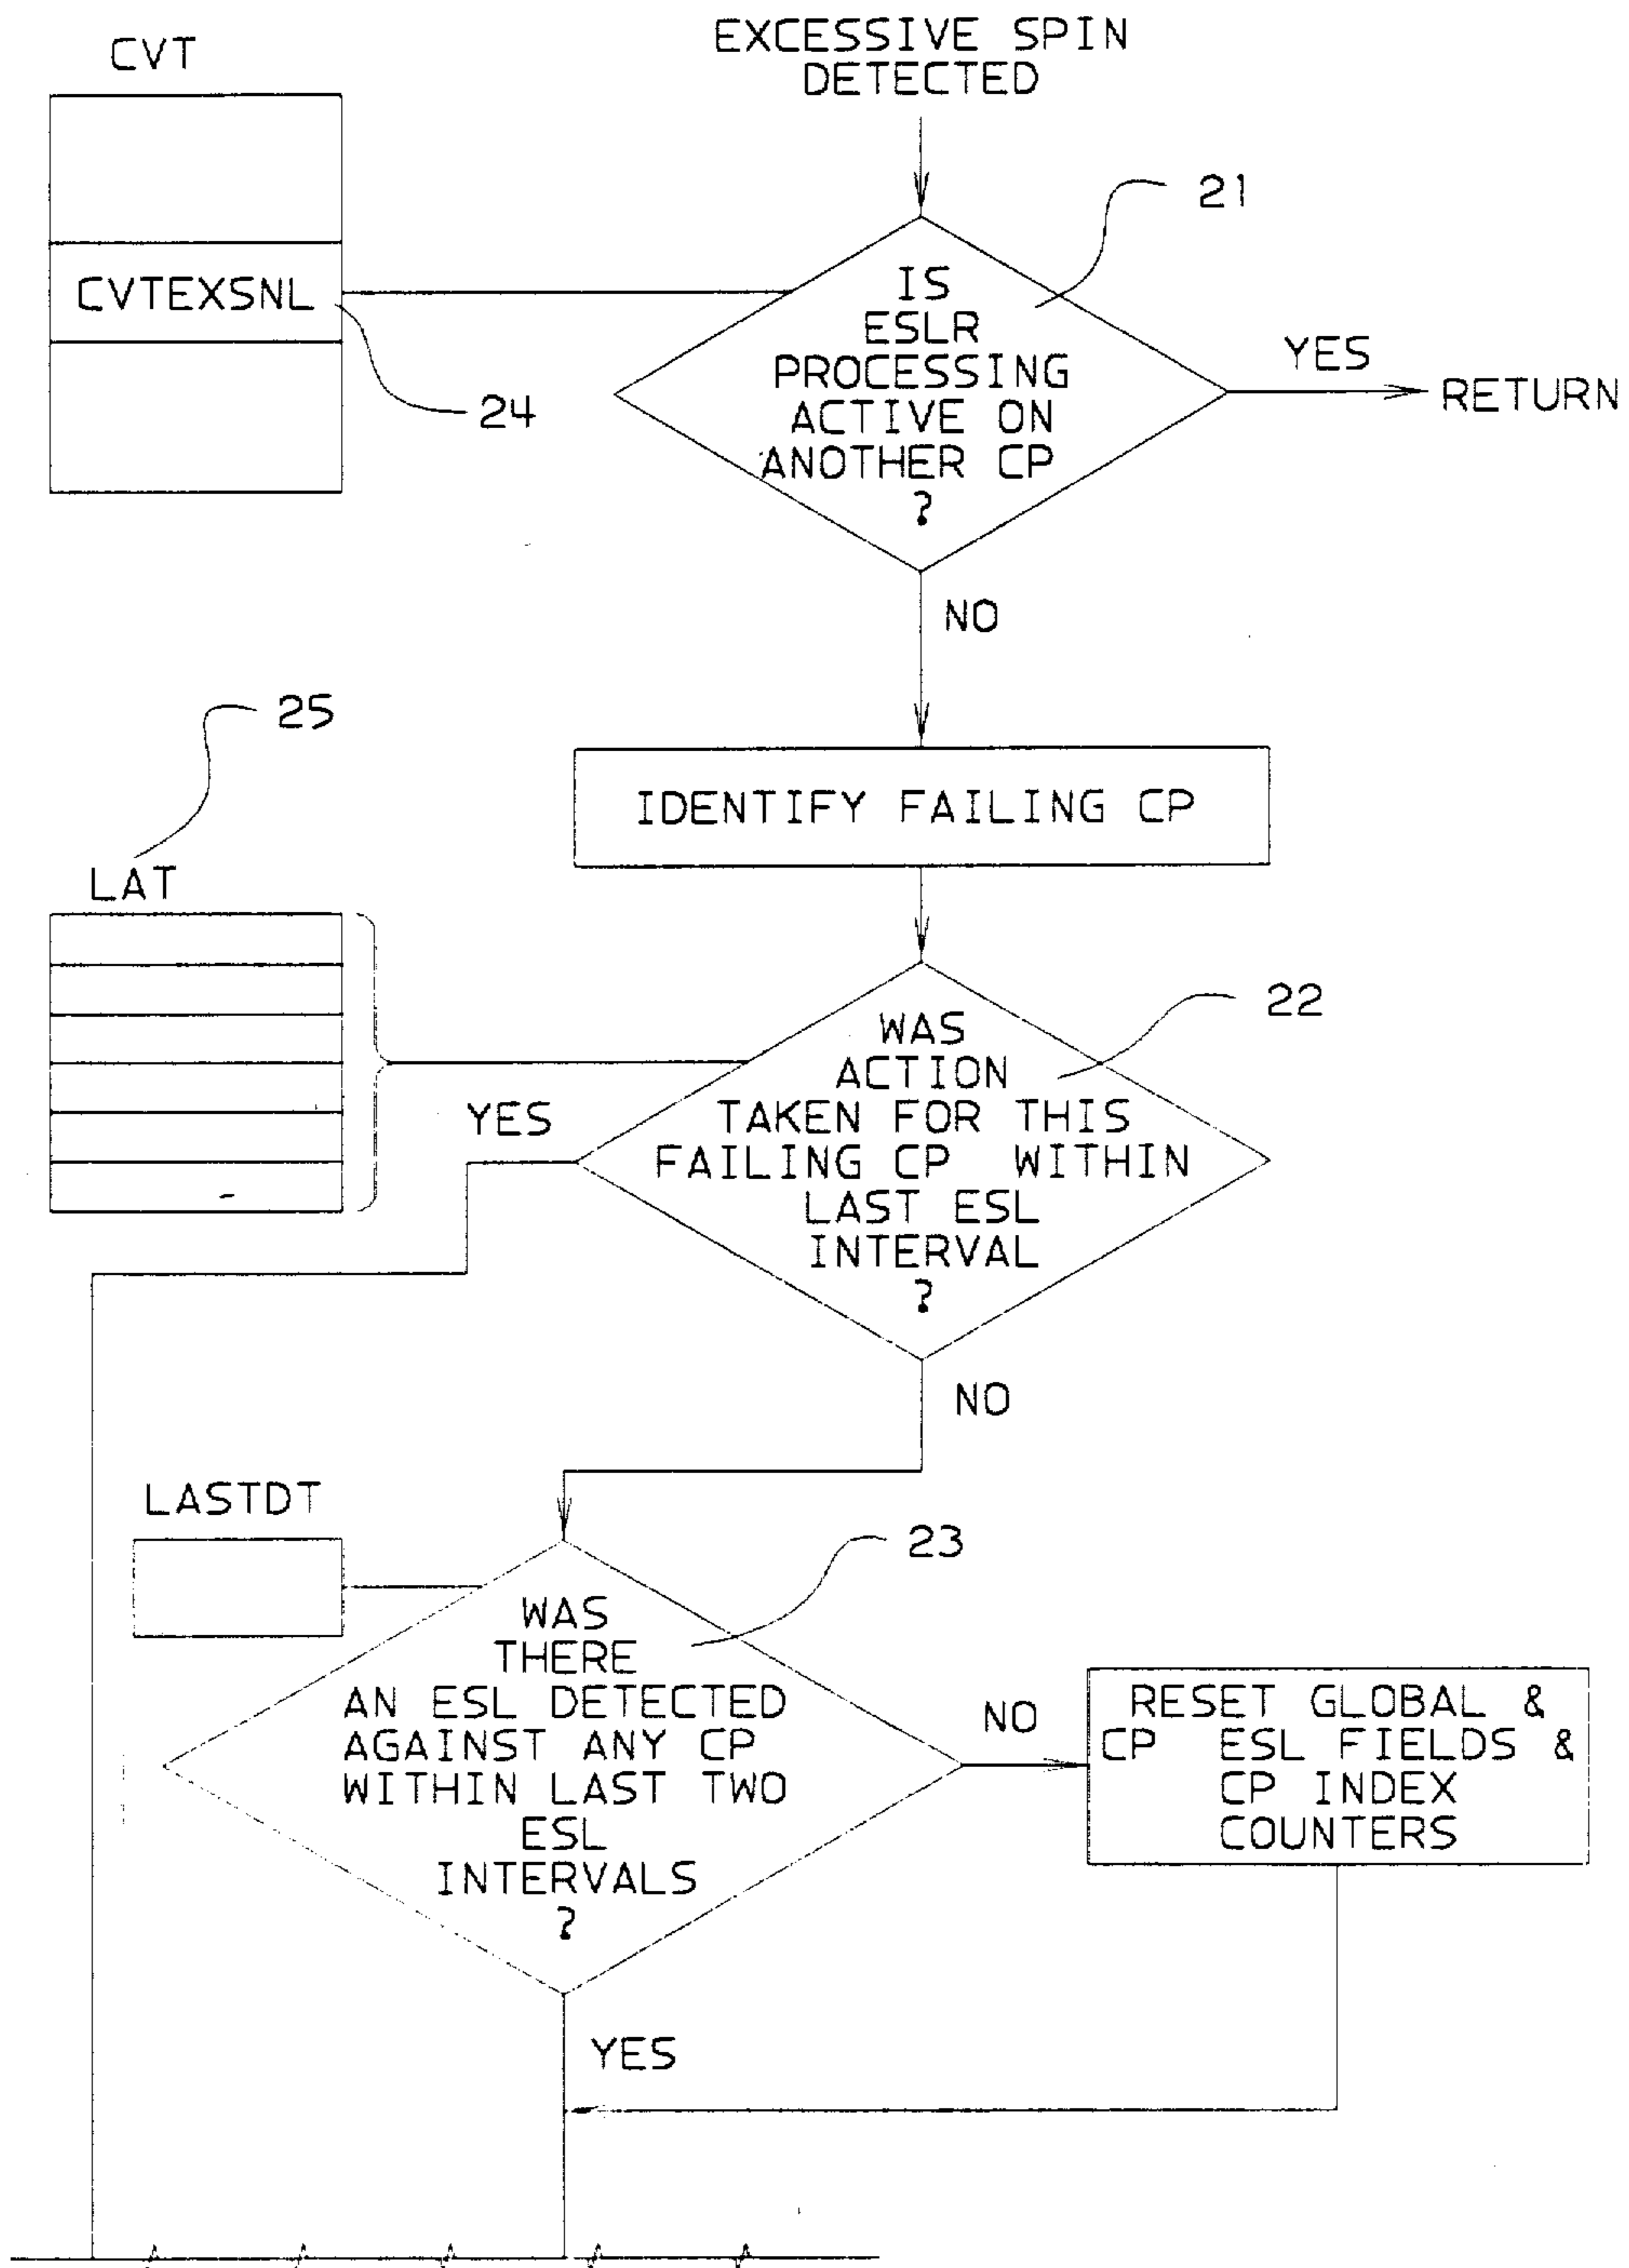 CVT
EXCESSIVE SPIN
DETECTED
21
CVTEXSNL
24
IS
ESLR
PROCESSING
ACTIVE ON
ANOTHER CP
?
YES
RETURN
NO
25
IDENTIFY FAILING CP
LAT
22
WAS
ACTION
TAKEN FOR THIS
FAILING CP WITHIN
LAST ESL
INTERVAL
?
YES
NO
LASTDT
23
WAS
THERE
AN ESL DETECTED
AGAINST ANY CP
WITHIN LAST TWO
ESL
INTERVALS
?
NO
RESET GLOBAL &
CP ESL FIELDS &
CP INDEX
COUNTERS
YES